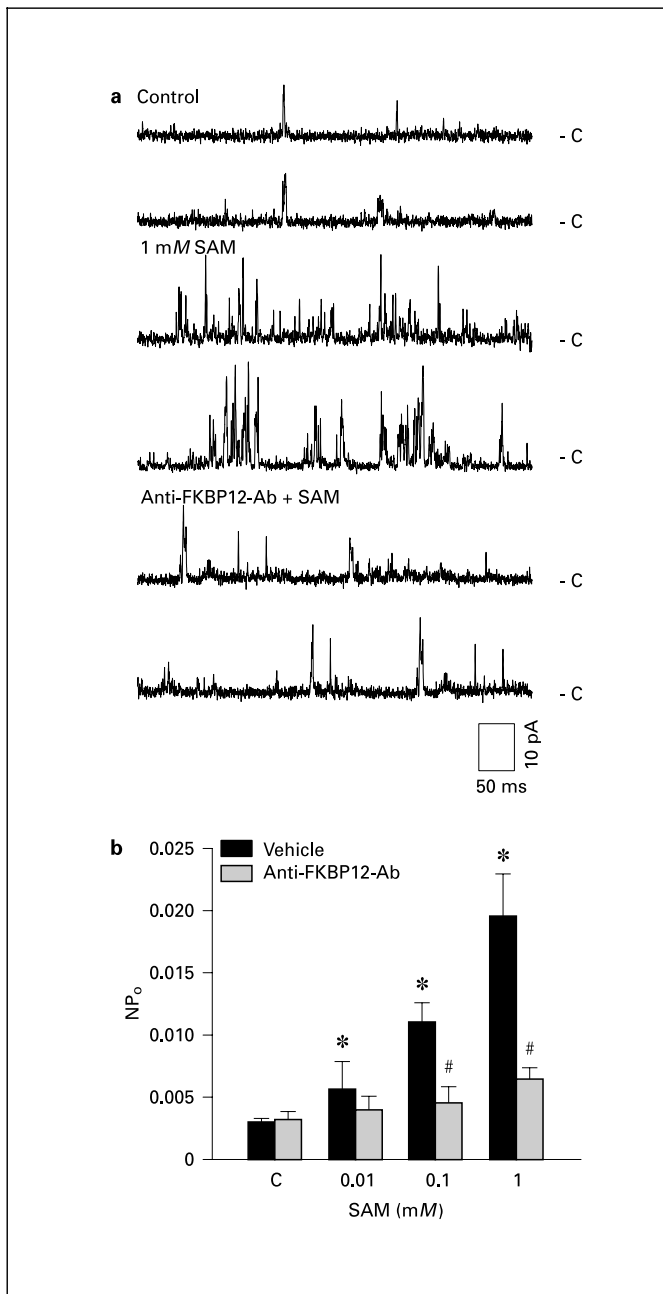 a Control
- C
- C
1 mM SAM
- C
- C
Anti-FKBP12-Ab + SAM
- C
- C
10 pA
50 ms
b
Vehicle
Anti-FKBP12-Ab
0.025
0.020
0.015
0.010
0.005
0
NPo
*
*
*
#
#
C 0.01 0.1 1
SAM (mM)